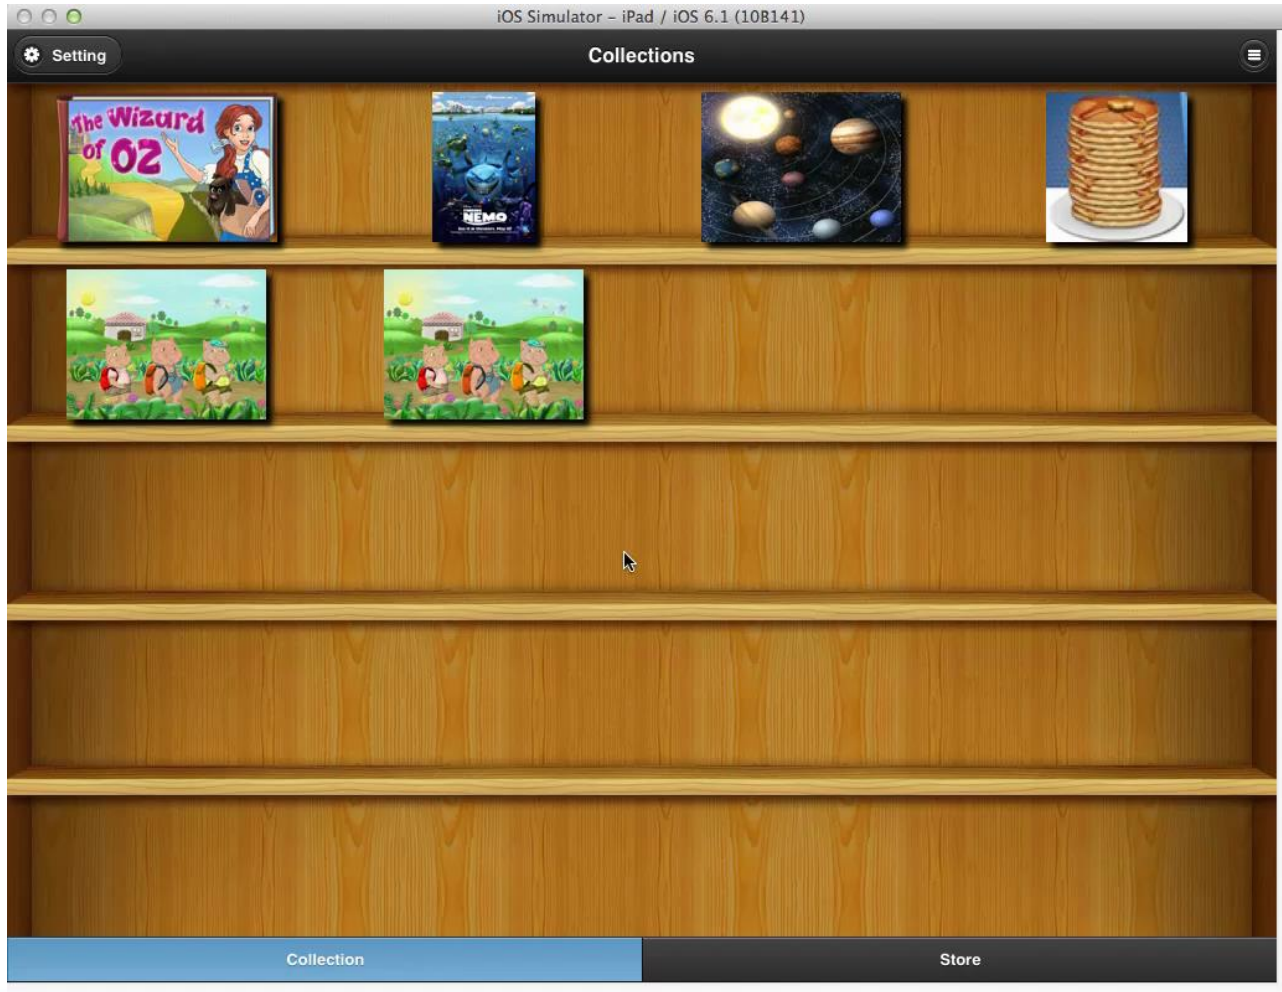 iOS Simulator – iPad / iOS 6.1 (10B141)
Setting
Collections
The Wizard
of OZ
NEMO
Collection
Store